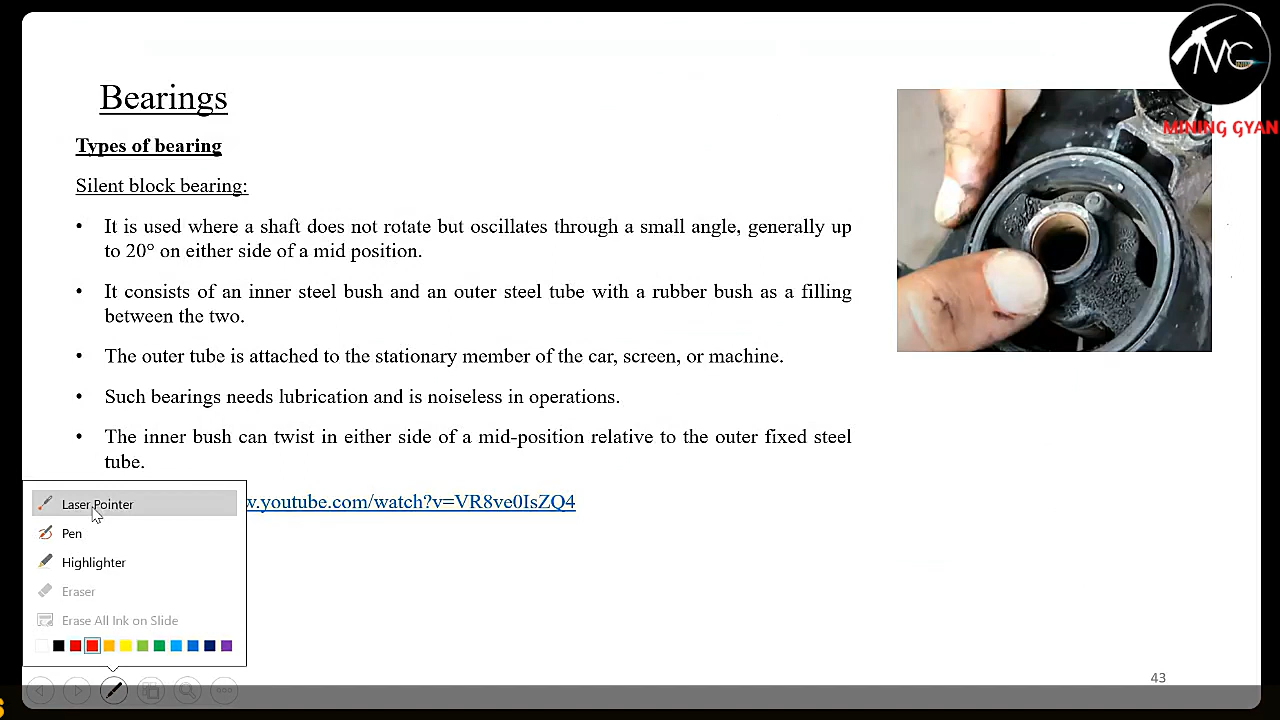 Bearings
MG
MINING GYAN
Types of bearing
Silent block bearing:
• It is used where a shaft does not rotate but oscillates through a small angle, generally up
to 20° on either side of a mid position.
• It consists of an inner steel bush and an outer steel tube with a rubber bush as a filling
between the two.
• The outer tube is attached to the stationary member of the car, screen, or machine.
• Such bearings needs lubrication and is noiseless in operations.
• The inner bush can twist in either side of a mid-position relative to the outer fixed steel
tube.
.youtube.com/watch?v=VR8ve0IsZQ4
Laser Pointer
Pen
Highlighter
Eraser
Erase All Ink on Slide
43